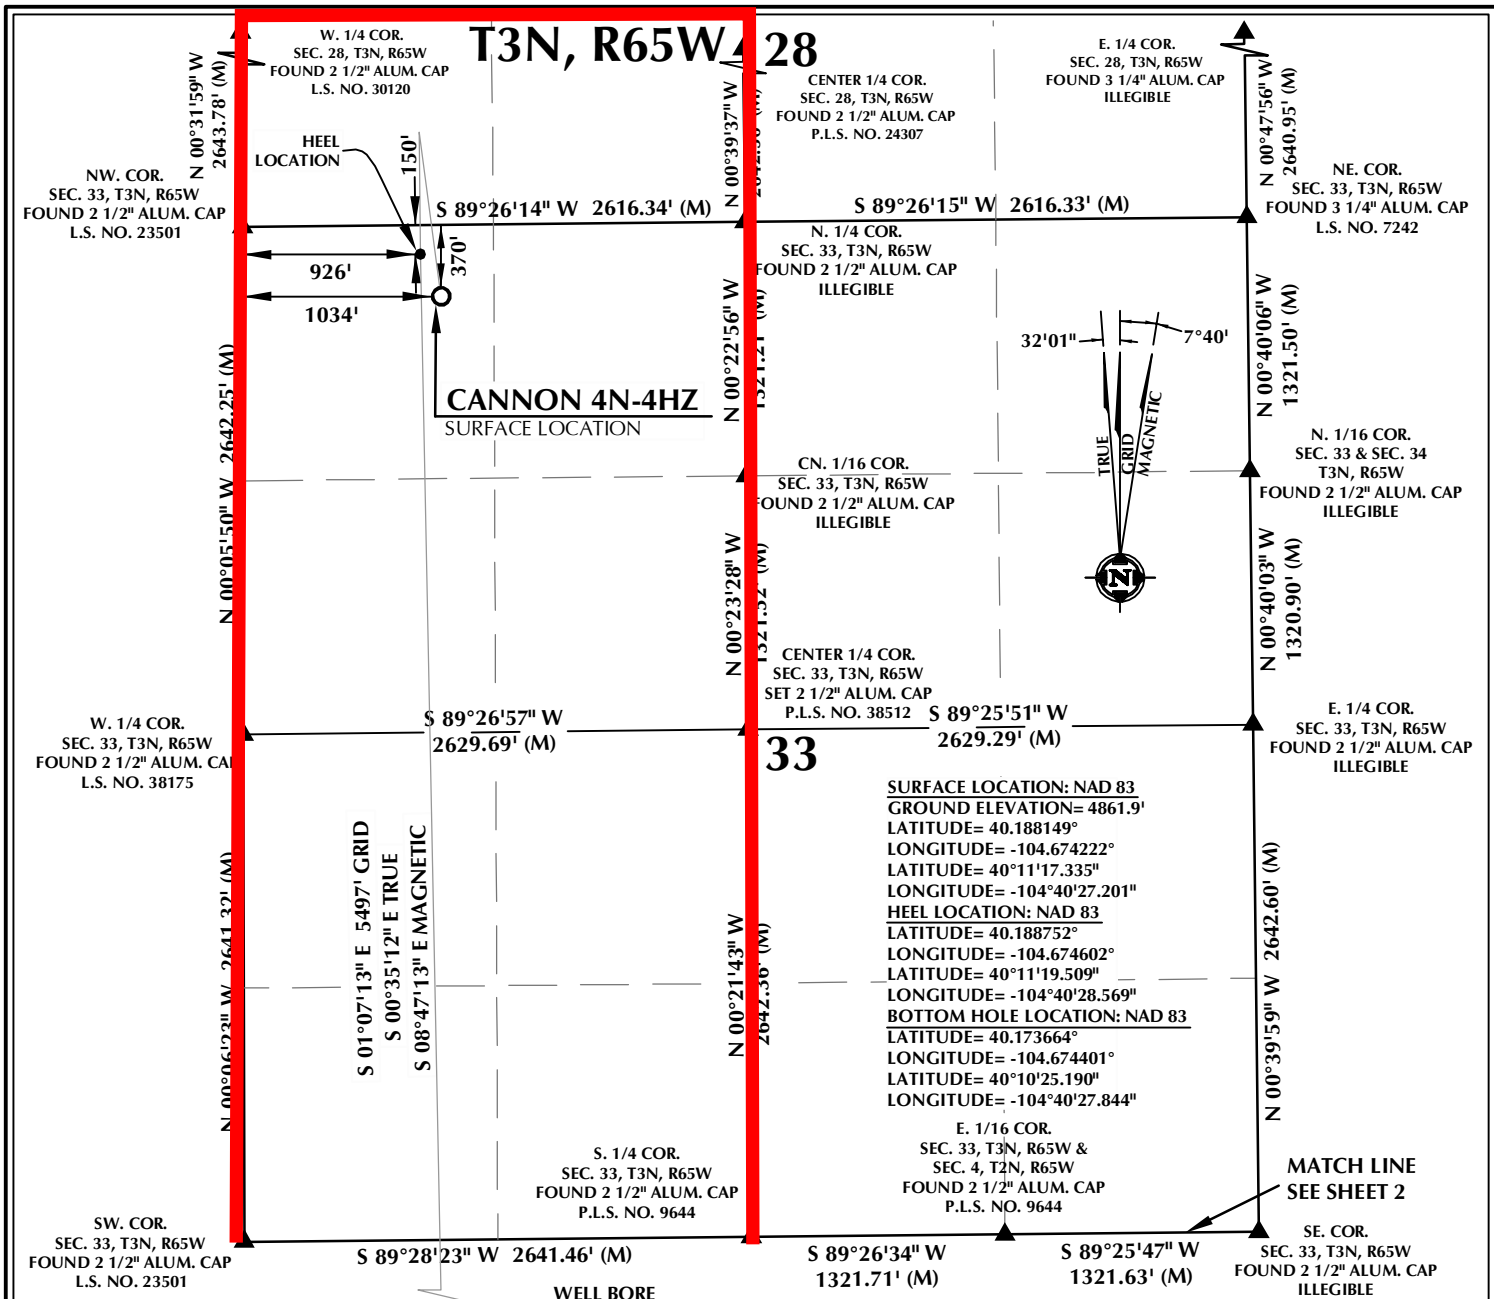 T3N, R65W
28
W. 1/4 COR.
SEC. 28, T3N, R65W
FOUND 2 1/2" ALUM. CAP
L.S. NO. 30120
CENTER 1/4 COR.
SEC. 28, T3N, R65W
FOUND 2 1/2" ALUM. CAP
P.L.S. NO. 24307
E. 1/4 COR.
SEC. 28, T3N, R65W
FOUND 3 1/4" ALUM. CAP
ILLEGIBLE
N 00°31'59" W
2643.78' (M)
N 00°39'37" W
N 00°47'56" W
2640.95' (M)
HEEL
LOCATION
150'
NW. COR.
SEC. 33, T3N, R65W
FOUND 2 1/2" ALUM. CAP
L.S. NO. 23501
S 89°26'14" W 2616.34' (M)
S 89°26'15" W 2616.33' (M)
NE. COR.
SEC. 33, T3N, R65W
FOUND 3 1/4" ALUM. CAP
L.S. NO. 7242
N. 1/4 COR.
SEC. 33, T3N, R65W
FOUND 2 1/2" ALUM. CAP
ILLEGIBLE
926'
370'
1034'
CANNON 4N-4HZ
SURFACE LOCATION
N 00°05'50" W 2642.25' (M)
N 00°22'56" W
1321.21' (M)
N 00°40'06" W
1321.50' (M)
32'01"
7°40'
TRUE
GRID
MAGNETIC
N
CN. 1/16 COR.
SEC. 33, T3N, R65W
FOUND 2 1/2" ALUM. CAP
ILLEGIBLE
N. 1/16 COR.
SEC. 33 & SEC. 34
T3N, R65W
FOUND 2 1/2" ALUM. CAP
ILLEGIBLE
N 00°23'28" W
1321.52' (M)
N 00°40'03" W
1320.90' (M)
CENTER 1/4 COR.
SEC. 33, T3N, R65W
SET 2 1/2" ALUM. CAP
P.L.S. NO. 38512
W. 1/4 COR.
SEC. 33, T3N, R65W
FOUND 2 1/2" ALUM. CAP
L.S. NO. 38175
S 89°26'57" W
2629.69' (M)
S 89°25'51" W
2629.29' (M)
E. 1/4 COR.
SEC. 33, T3N, R65W
FOUND 2 1/2" ALUM. CAP
ILLEGIBLE
33
SURFACE LOCATION: NAD 83
GROUND ELEVATION= 4861.9'
LATITUDE= 40.188149°
LONGITUDE= -104.674222°
LATITUDE= 40°11'17.335"
LONGITUDE= -104°40'27.201"
HEEL LOCATION: NAD 83
LATITUDE= 40.188752°
LONGITUDE= -104.674602°
LATITUDE= 40°11'19.509"
LONGITUDE= -104°40'28.569"
BOTTOM HOLE LOCATION: NAD 83
LATITUDE= 40.173664°
LONGITUDE= -104.674401°
LATITUDE= 40°10'25.190"
LONGITUDE= -104°40'27.844"
N 00°06'23" W 2641.32' (M)
S 01°07'13" E 5497' GRID
S 00°35'12" E TRUE
S 08°47'13" E MAGNETIC
N 00°21'43" W
2642.36' (M)
N 00°39'59" W 2642.60' (M)
S. 1/4 COR.
SEC. 33, T3N, R65W
FOUND 2 1/2" ALUM. CAP
P.L.S. NO. 9644
E. 1/16 COR.
SEC. 33, T3N, R65W &
SEC. 4, T2N, R65W
FOUND 2 1/2" ALUM. CAP
P.L.S. NO. 9644
MATCH LINE
SEE SHEET 2
SW. COR.
SEC. 33, T3N, R65W
FOUND 2 1/2" ALUM. CAP
L.S. NO. 23501
S 89°28'23" W 2641.46' (M)
S 89°26'34" W
1321.71' (M)
S 89°25'47" W
1321.63' (M)
SE. COR.
SEC. 33, T3N, R65W
FOUND 2 1/2" ALUM. CAP
ILLEGIBLE
WELL BORE